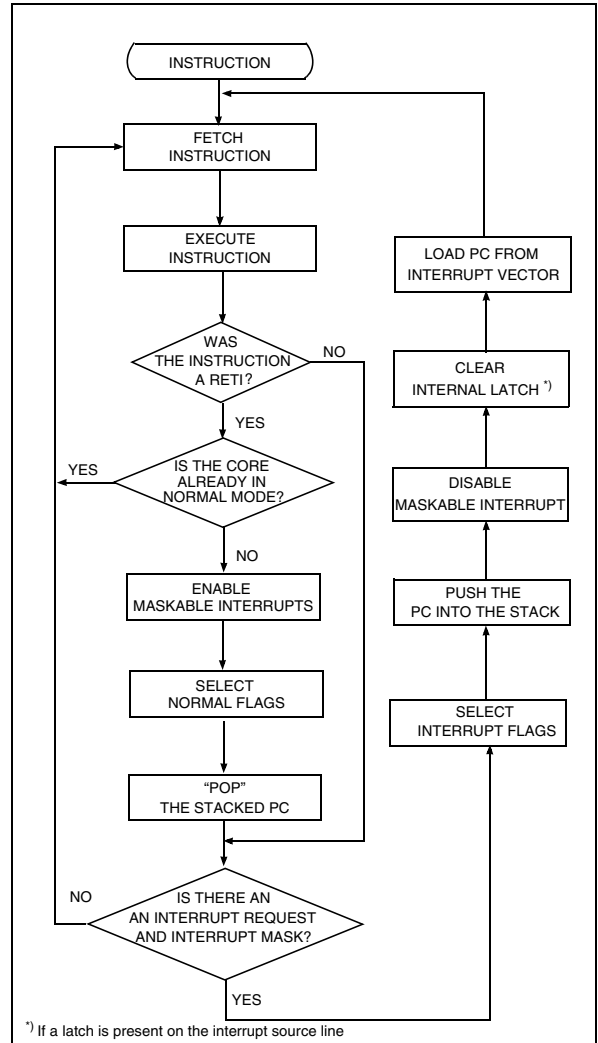 INSTRUCTION
FETCH
INSTRUCTION
EXECUTE
INSTRUCTION
WAS
THE INSTRUCTION
A RETI?
NO
YES
IS THE CORE
ALREADY IN
NORMAL MODE?
YES
NO
ENABLE
MASKABLE INTERRUPTS
SELECT
NORMAL FLAGS
“POP”
THE STACKED PC
IS THERE AN
AN INTERRUPT REQUEST
AND INTERRUPT MASK?
NO
YES
SELECT
INTERRUPT FLAGS
PUSH THE
PC INTO THE STACK
DISABLE
MASKABLE INTERRUPT
CLEAR
INTERNAL LATCH *)
LOAD PC FROM
INTERRUPT VECTOR
*) If a latch is present on the interrupt source line